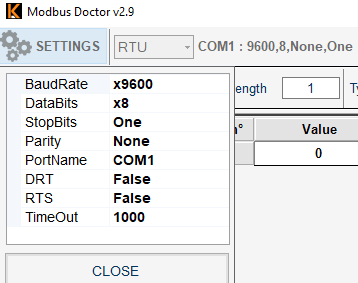 Modbus Doctor v2.9
SETTINGS RTU COM1 : 9600,8,None,One
BaudRate x9600
DataBits x8
StopBits One
Parity None
PortName COM1
DRT False
RTS False
TimeOut 1000
CLOSE
ength 1 Ty
n° Value
0